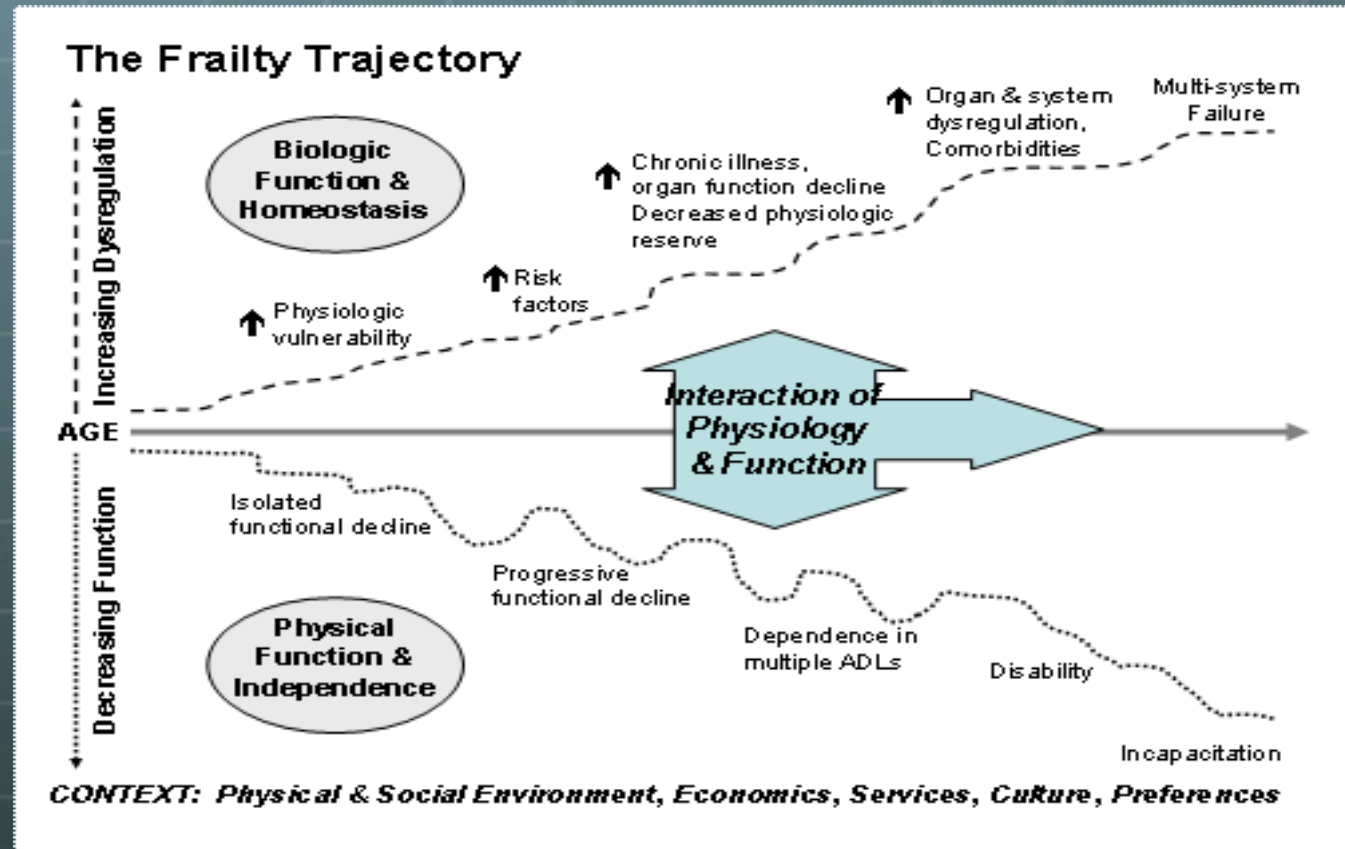 The Frailty Trajectory
Increasing Dysregulation
Biologic
Function &
Homeostasis
↑ Physiologic
vulnerability
↑ Risk
factors
↑ Chronic illness,
organ function decline
Decreased physiologic
reserve
↑ Organ & system
dysregulation,
Comorbidities
Multi-system
Failure
AGE
Interaction of
Physiology
& Function
Decreasing Function
Isolated
functional decline
Progressive
functional decline
Physical
Function &
Independence
Dependence in
multiple ADLs
Disability
Incapacitation
CONTEXT: Physical & Social Environment, Economics, Services, Culture, Preferences